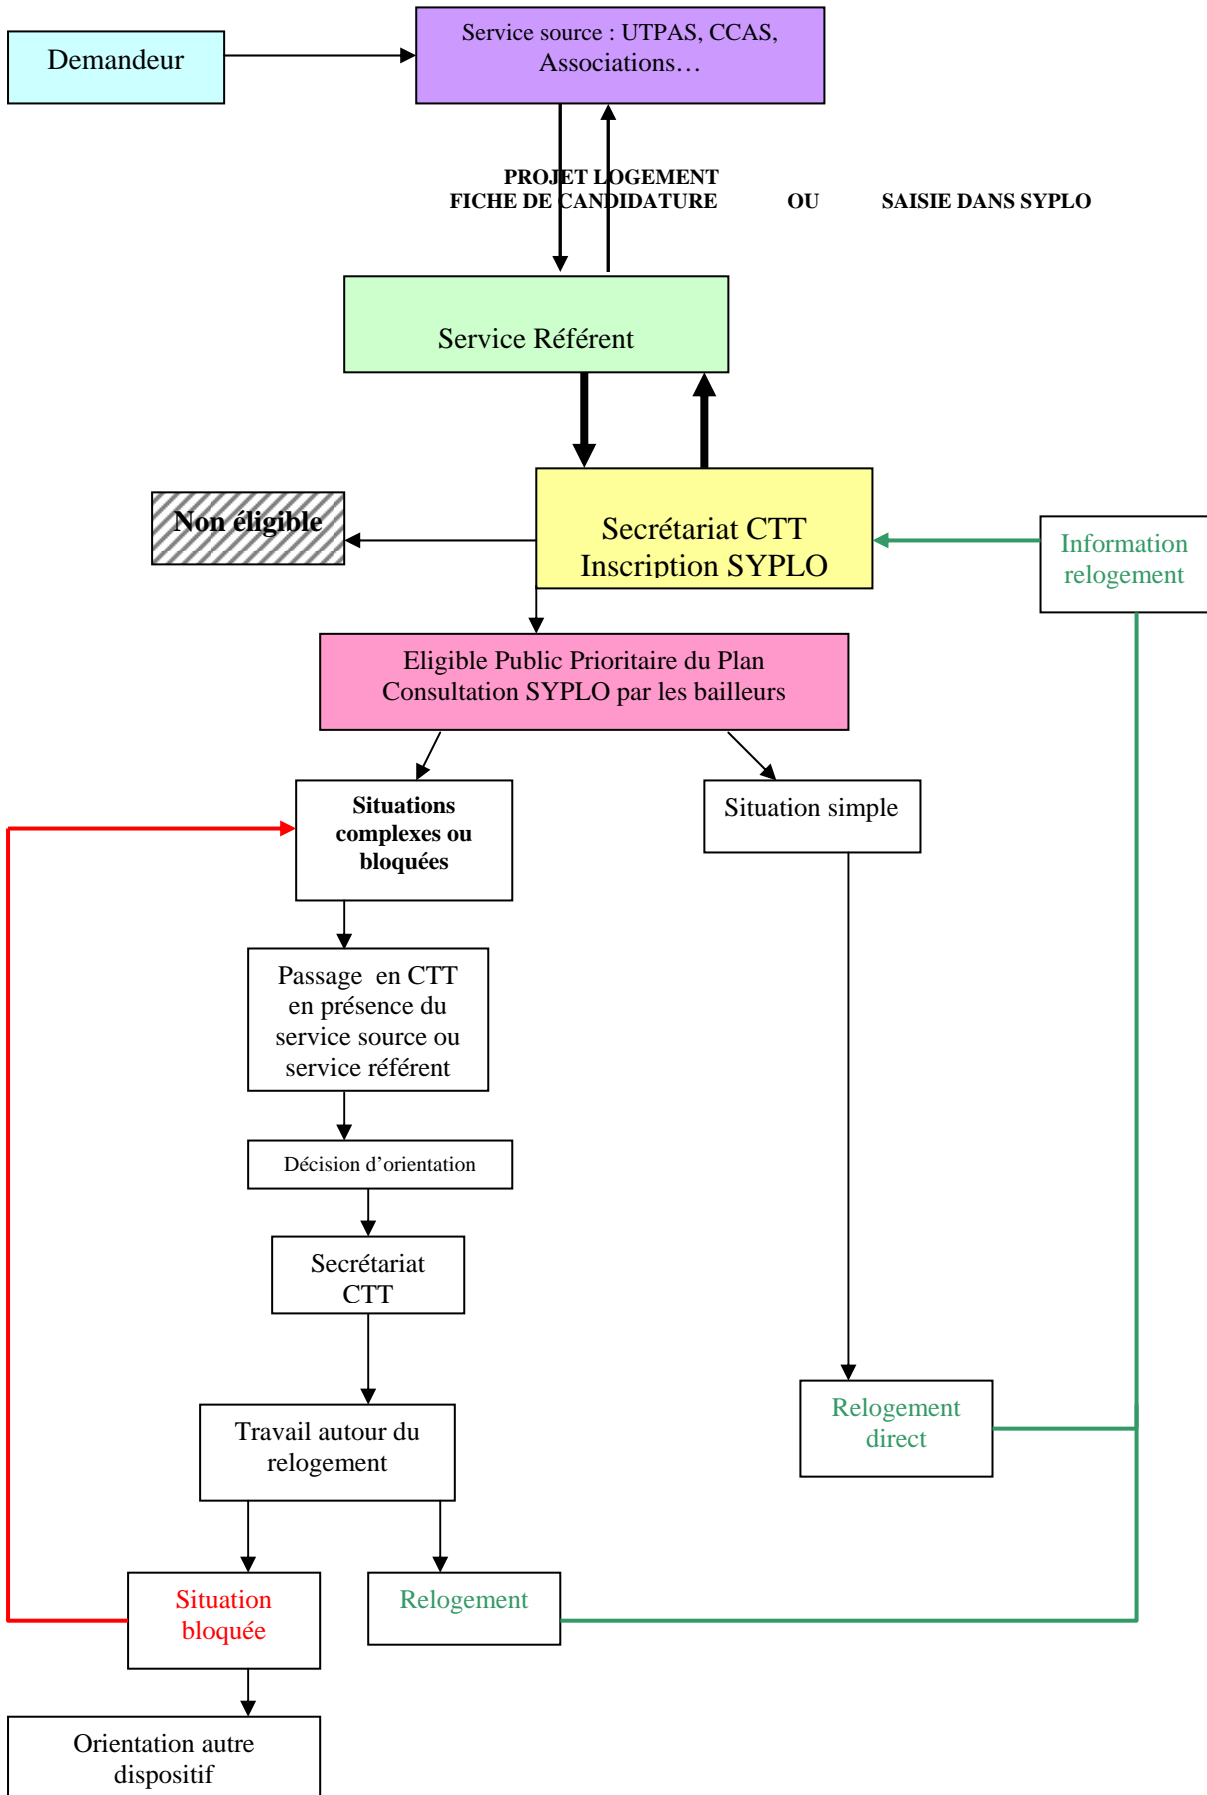 Demandeur
Service source : UTPAS, CCAS,
Associations…
PROJET LOGEMENT
FICHE DE CANDIDATURE OU SAISIE DANS SYPLO
Service Référent
Non éligible
Secrétariat CTT
Inscription SYPLO
Information
relogement
Eligible Public Prioritaire du Plan
Consultation SYPLO par les bailleurs
Situations
complexes ou
bloquées
Situation simple
Passage en CTT
en présence du
service source ou
service référent
Décision d’orientation
Secrétariat
CTT
Relogement
direct
Travail autour du
relogement
Situation
bloquée
Relogement
Orientation autre
dispositif